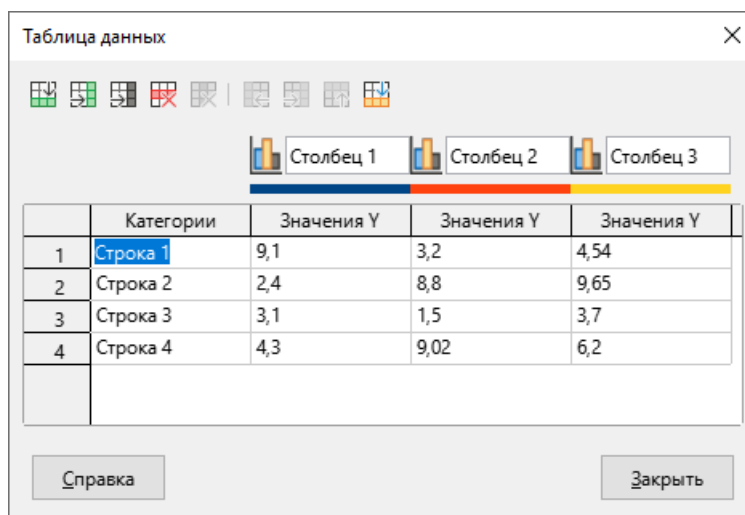 Таблица данных
Столбец 1 Столбец 2 Столбец 3
Категории Значения Y Значения Y Значения Y
1 Строка 1 9,1 3,2 4,54
2 Строка 2 2,4 8,8 9,65
3 Строка 3 3,1 1,5 3,7
4 Строка 4 4,3 9,02 6,2
Справка Закрыть